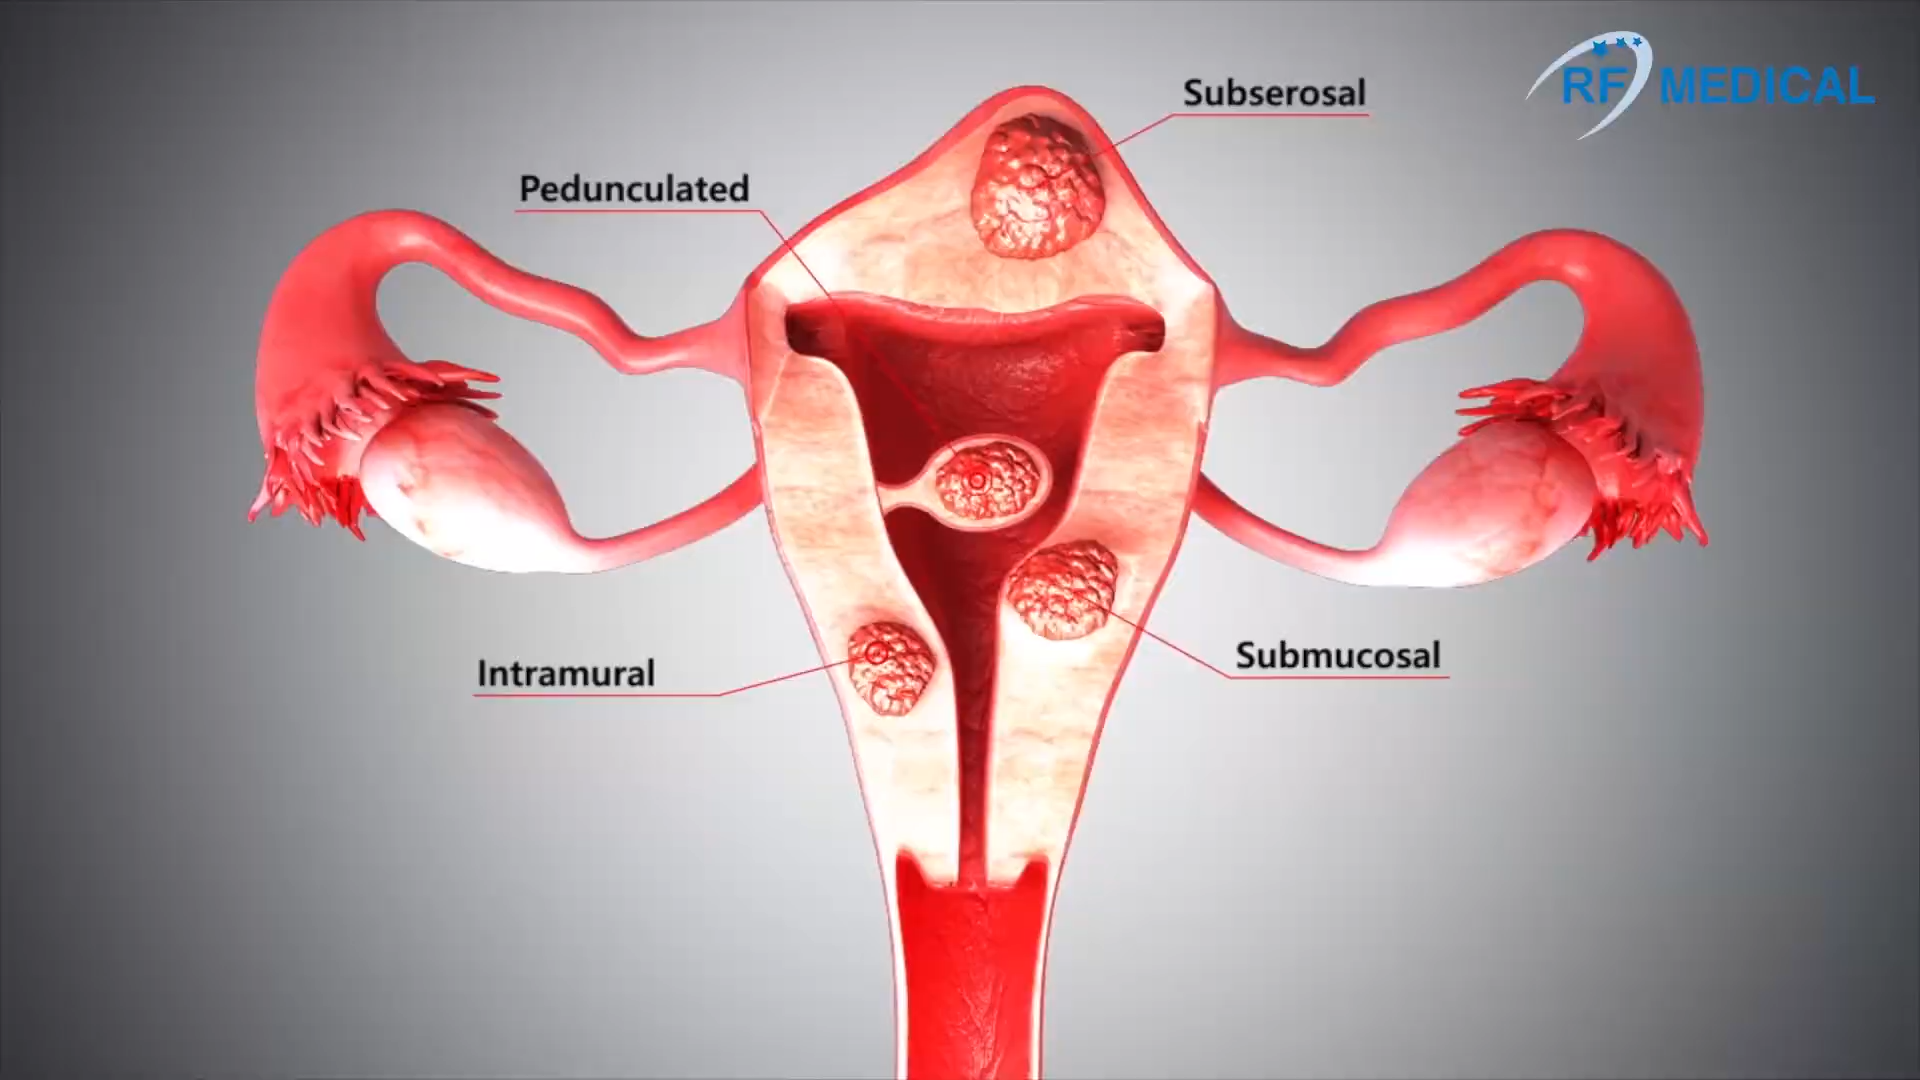 Subserosal
RF MEDICAL
Pedunculated
Submucosal
Intramural